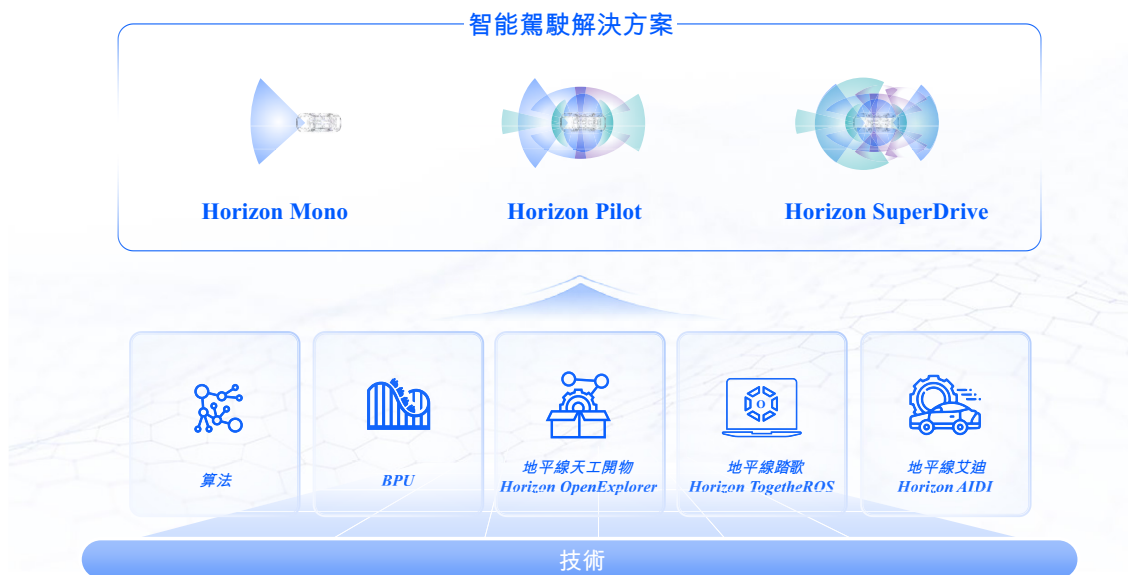 智能駕駛解決方案
Horizon Mono
Horizon Pilot
Horizon SuperDrive
算法
BPU
地平線天工開物
Horizon OpenExplorer
O
地平線踏歌
Horizon TogetheROS
地平線艾迪
Horizon AIDI
技術